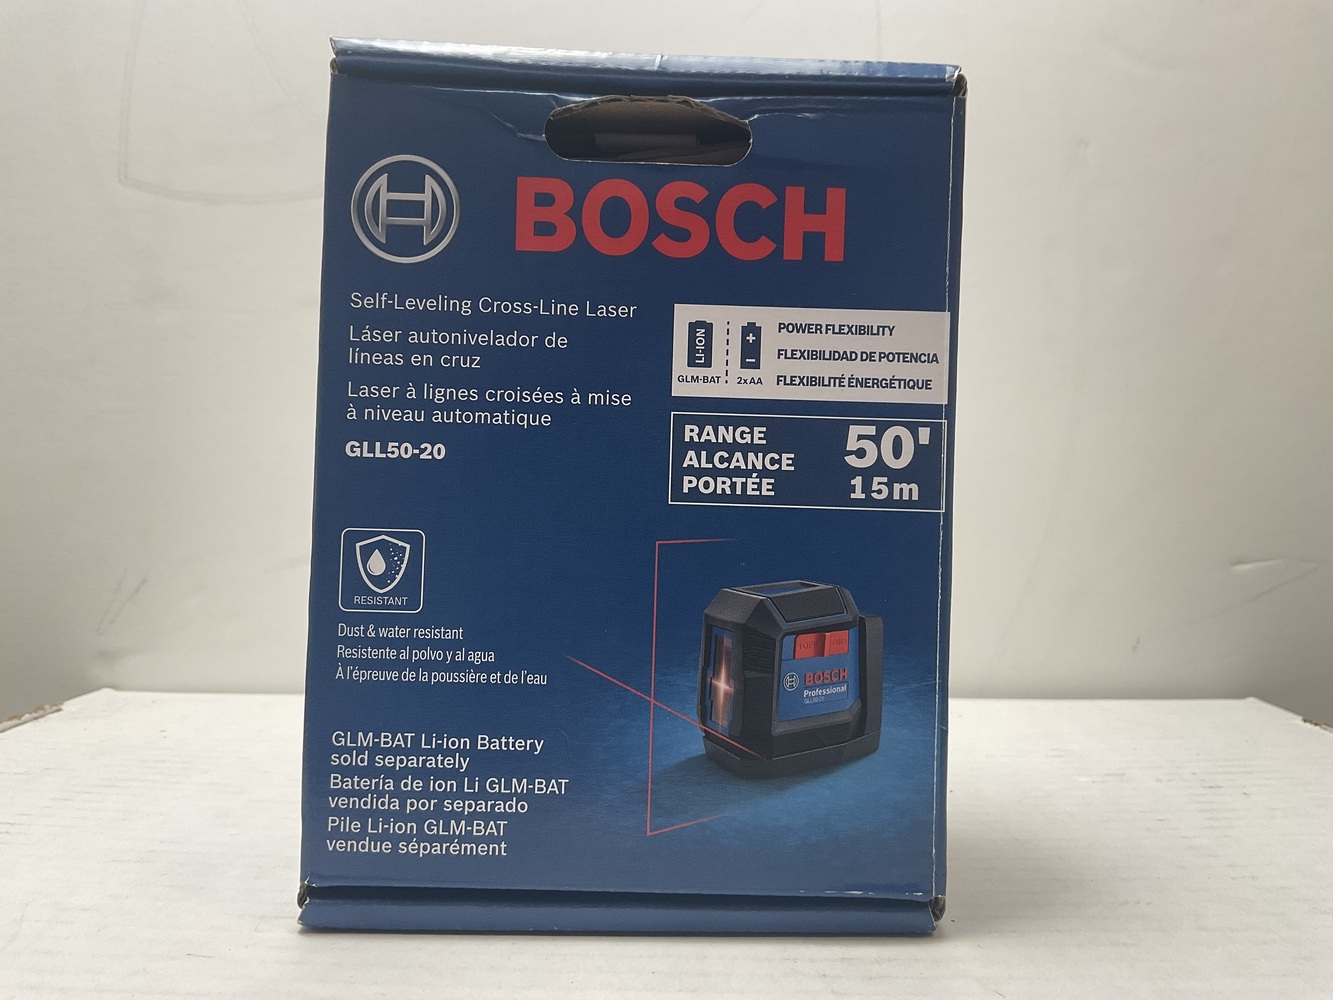 BOSCH
Self-Leveling Cross-Line Laser
Láser autonivelador de
líneas en cruz
Laser à lignes croisées à mise
à niveau automatique
GLL50-20
LI-ION
GLM-BAT
+
−
2xAA
POWER FLEXIBILITY
FLEXIBILIDAD DE POTENCIA
FLEXIBILITÉ ÉNERGÉTIQUE
RANGE
ALCANCE
PORTÉE
50'
15m
RESISTANT
Dust & water resistant
Resistente al polvo y al agua
À l'épreuve de la poussière et de l'eau
BOSCH
Professional
GLL50-20
GLM-BAT Li-ion Battery
sold separately
Batería de ion Li GLM-BAT
vendida por separado
Pile Li-ion GLM-BAT
vendue séparément